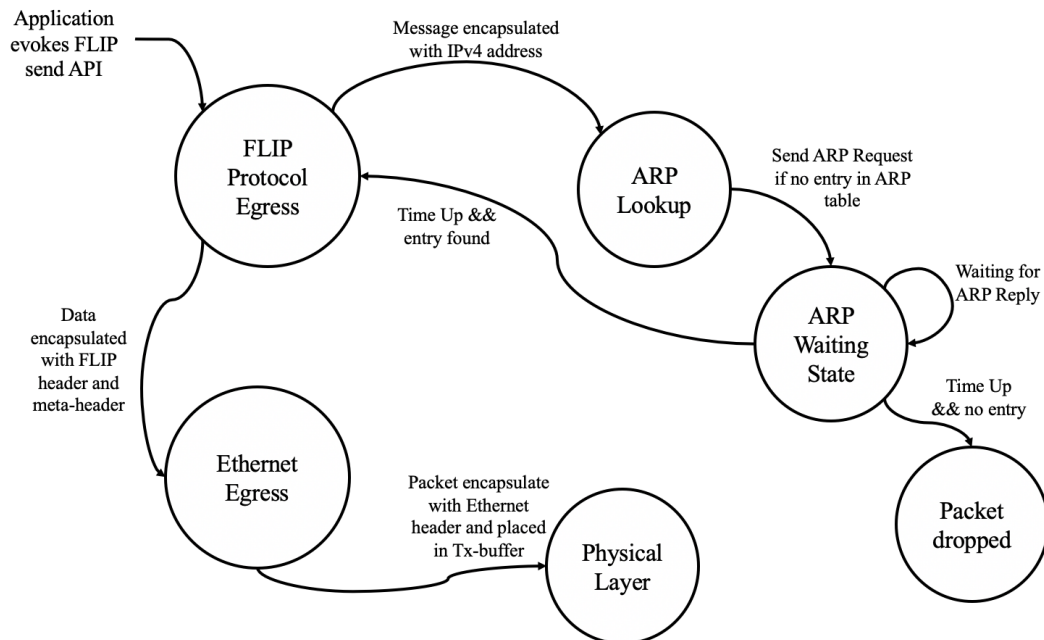 Application
evokes FLIP
send API
Message encapsulated
with IPv4 address
FLIP
Protocol
Egress
ARP
Lookup
Send ARP Request
if no entry in ARP
table
Time Up &&
entry found
Waiting for
ARP Reply
ARP
Waiting
State
Data
encapsulated
with FLIP
header and
meta-header
Time Up
&& no entry
Ethernet
Egress
Packet encapsulate
with Ethernet
header and placed
in Tx-buffer
Physical
Layer
Packet
dropped